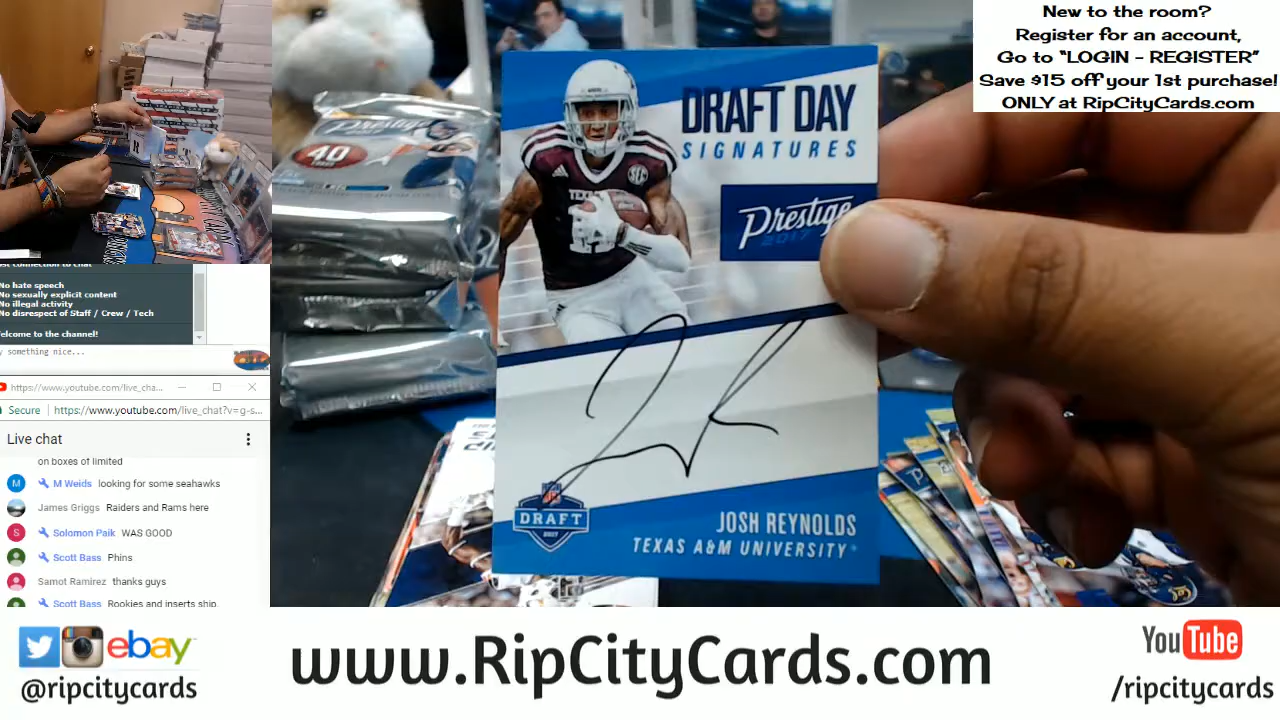 New to the room?
Register for an account,
Go to "LOGIN - REGISTER"
Save $15 off your 1st purchase!
ONLY at RipCityCards.com
DRAFT DAY
SIGNATURES
Prestige
2017
Prestige
40
TEXAS
SEC
JOSH REYNOLDS
TEXAS A&M UNIVERSITY
NFL
DRAFT
2017
No hate speech
No sexually explicit content
No illegal activity
No disrespect of Staff / Crew / Tech
elcome to the channel!
y something nice...
https://www.youtube.com/live_cha...
Secure https://www.youtube.com/live_chat?v=g-s...
Live chat
on boxes of limited
M M Weids looking for some seahawks
James Griggs Raiders and Rams here
S Solomon Paik WAS GOOD
Scott Bass Phins
Samot Ramirez thanks guys
Scott Bass Rookies and inserts ship.
ebay
@ripcitycards
www.RipCityCards.com
YouTube
/ripcitycards